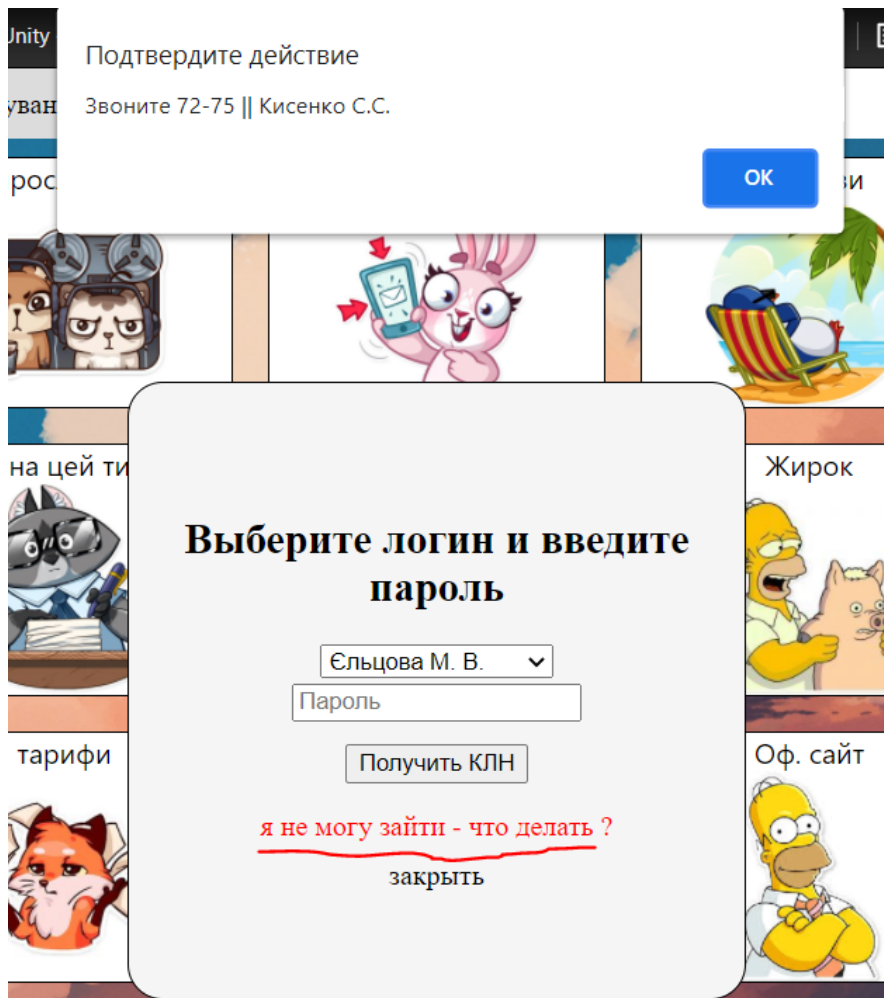 Unity
Подтвердите действие
Звоните 72-75 || Кисенко С.С.
ОК
на цей ти
Жирок
Выберите логин и введите
пароль
Єльцова М. В.
Пароль
Получить КЛН
тарифи
Оф. сайт
я не могу зайти - что делать ?
закрыть